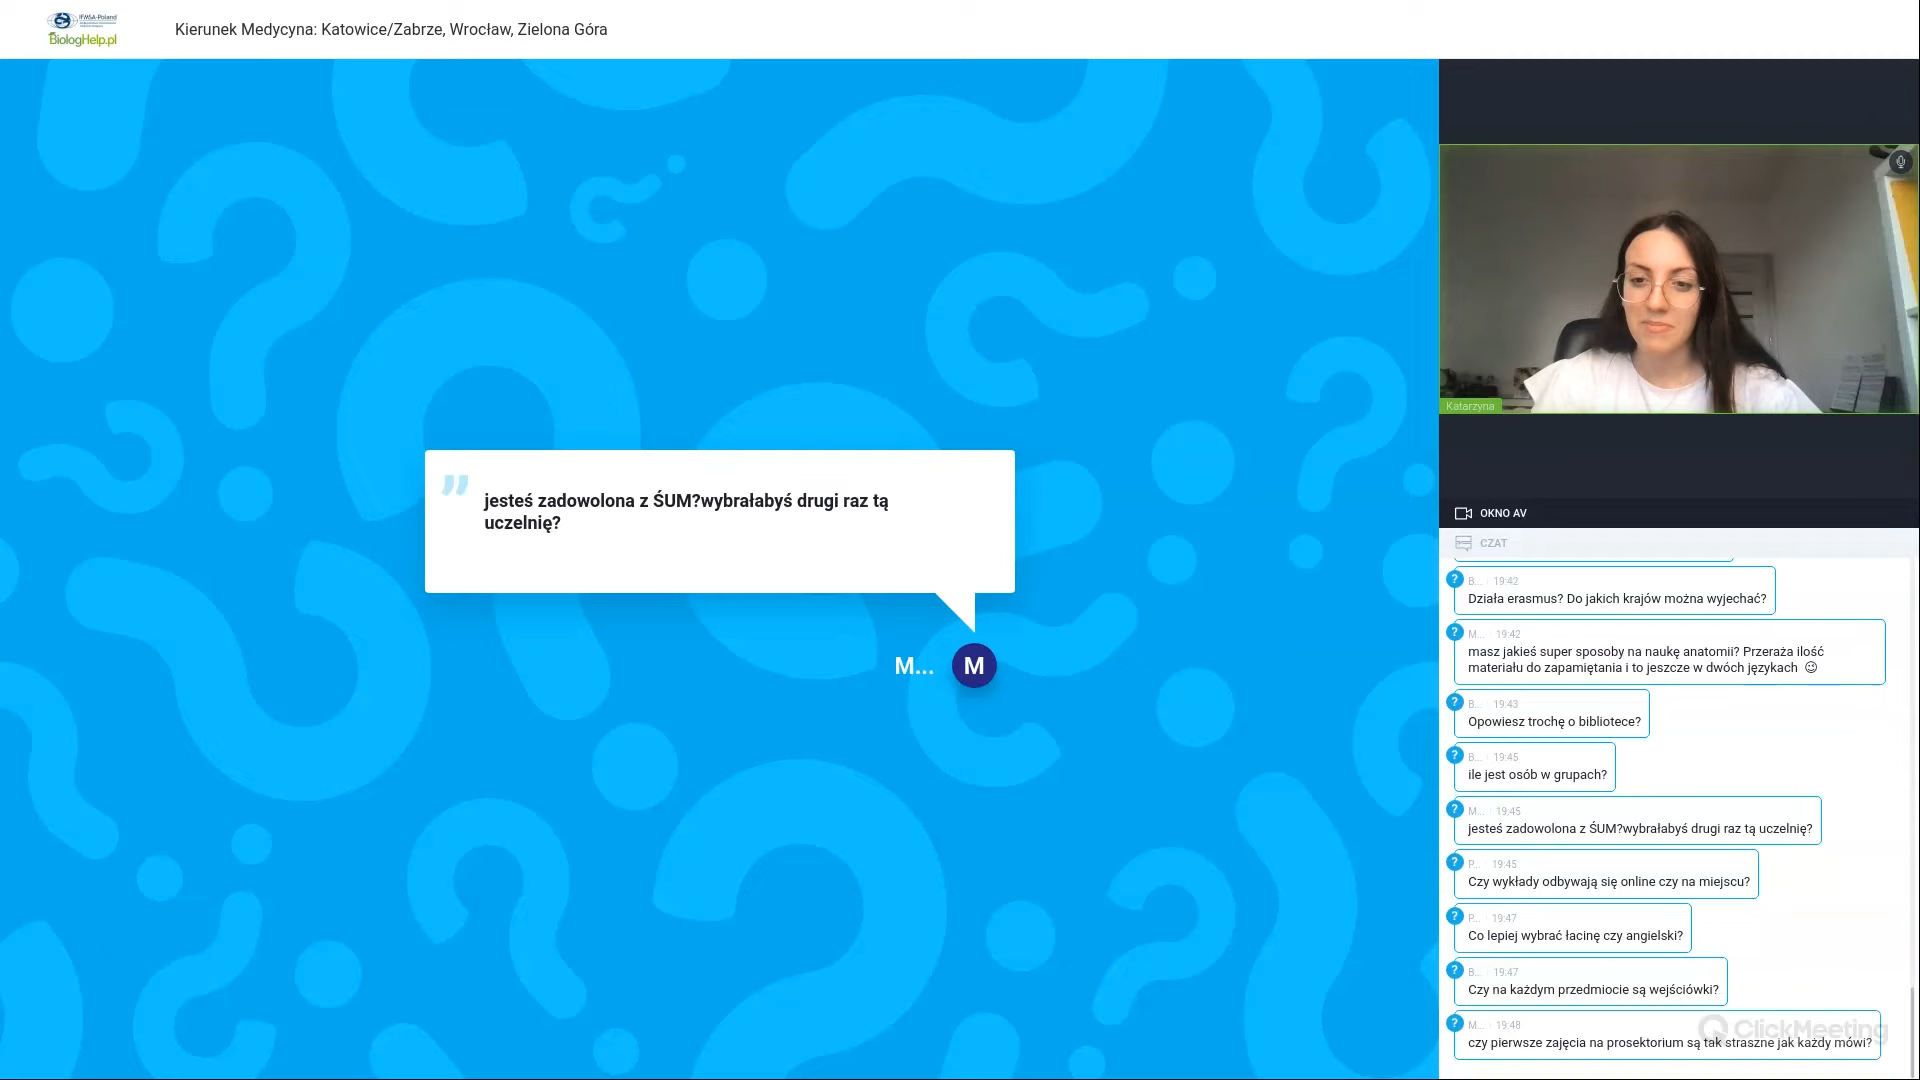 IFMSA-Poland
BiologHelp.pl
Kierunek Medycyna: Katowice/Zabrze, Wrocław, Zielona Góra
jesteś zadowolona z ŚUM?wybrałabyś drugi raz tą
uczelnię?
M...
M
Katarzyna
OKNO AV
CZAT
B... 19:42
Działa erasmus? Do jakich krajów można wyjechać?
M... 19:42
masz jakieś super sposoby na naukę anatomii? Przeraża ilość
materiału do zapamiętania i to jeszcze w dwóch językach 😉
B... 19:43
Opowiesz trochę o bibliotece?
B... 19:45
ile jest osób w grupach?
M... 19:45
jesteś zadowolona z ŚUM?wybrałabyś drugi raz tą uczelnię?
P... 19:45
Czy wykłady odbywają się online czy na miejscu?
P... 19:47
Co lepiej wybrać łacinę czy angielski?
B... 19:47
Czy na każdym przedmiocie są wejściówki?
M... 19:48
czy pierwsze zajęcia na prosektorium są tak straszne jak każdy mówi?
ClickMeeting